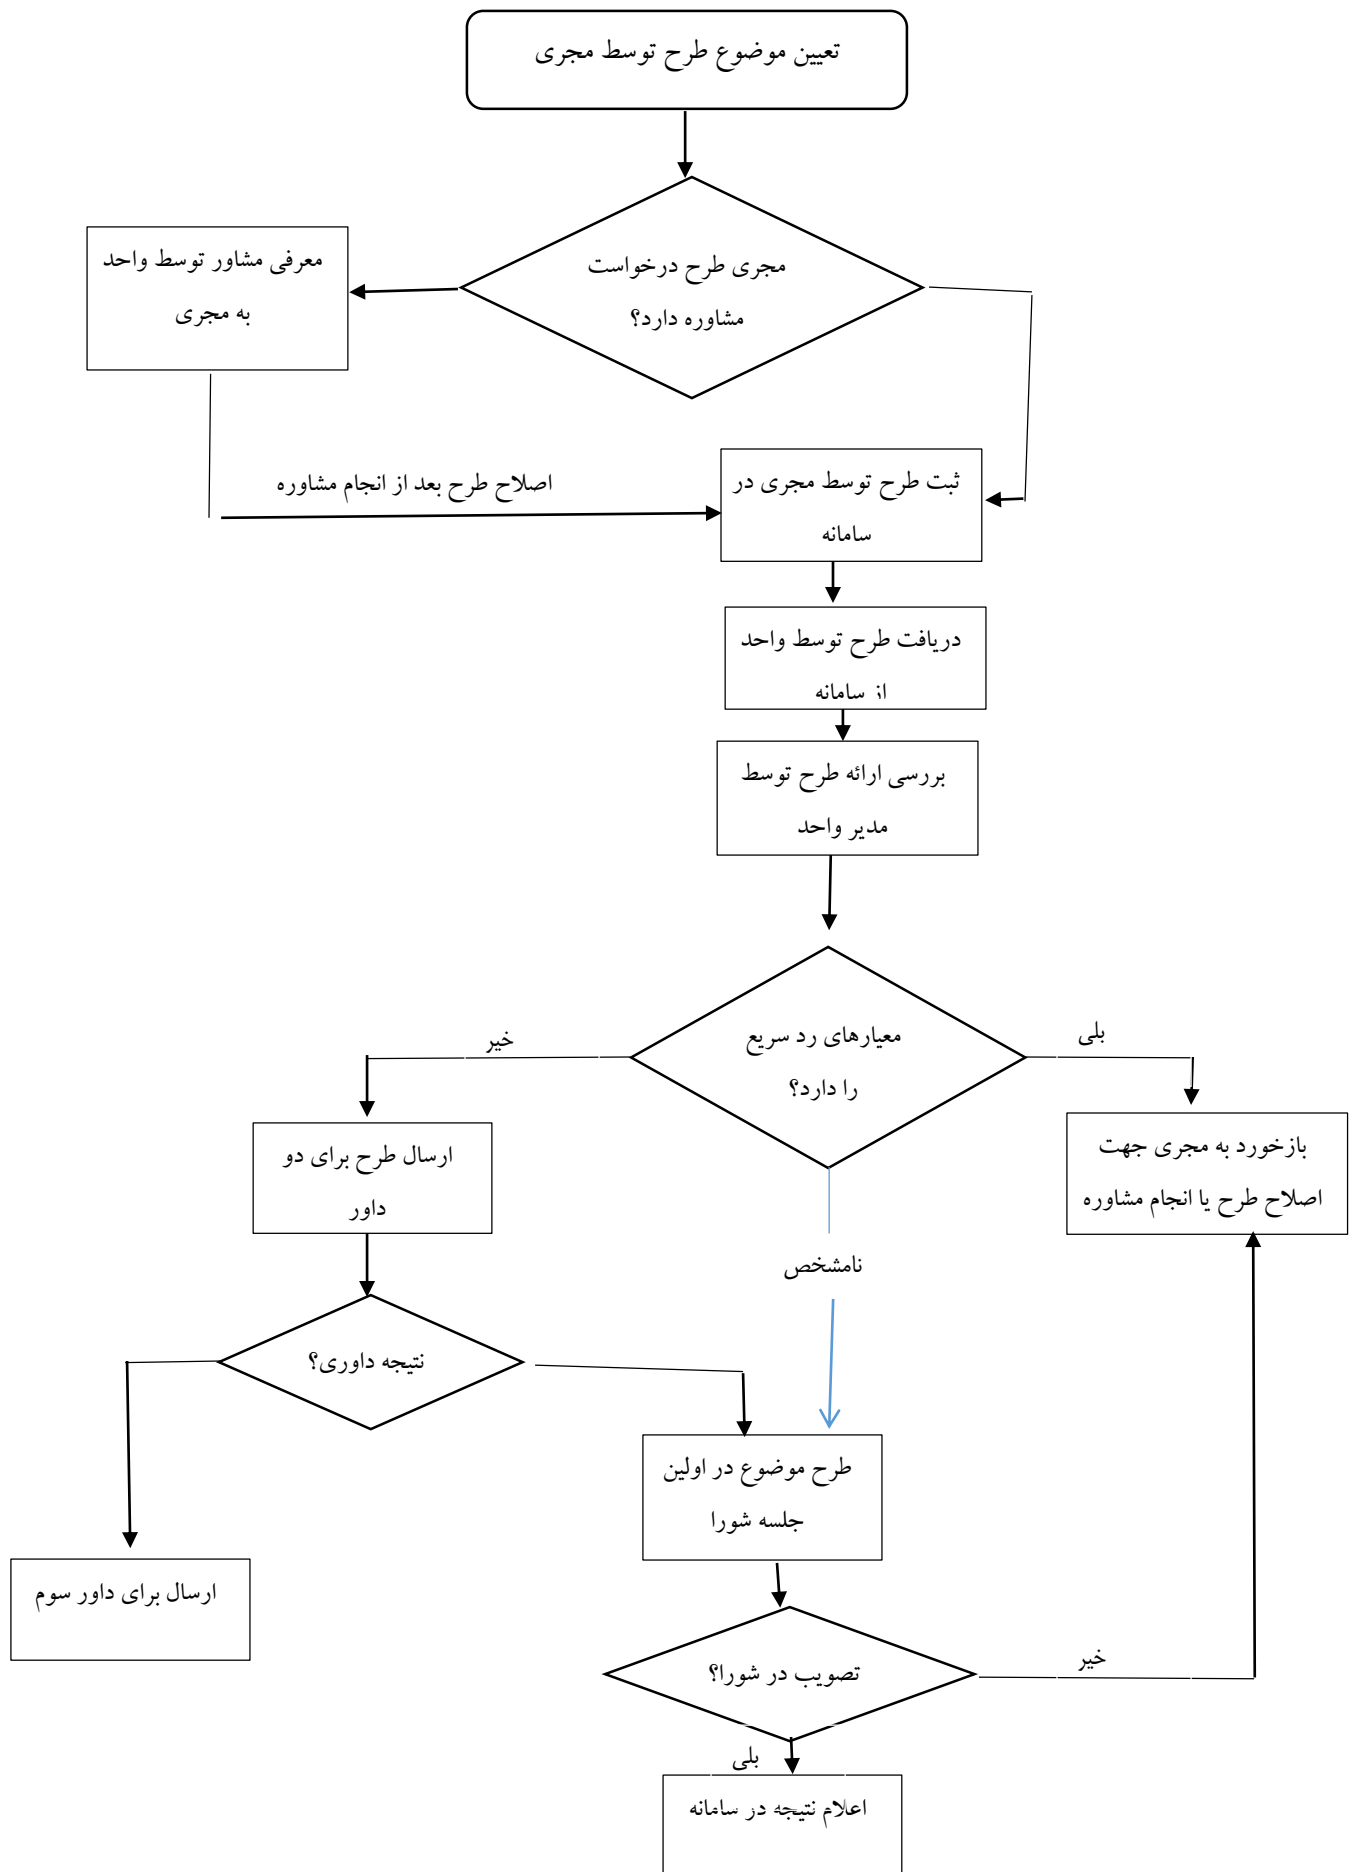 تعیین موضوع طرح توسط مجری
مجری طرح درخواست
مشاوره دارد؟
معرفی مشاور توسط واحد
به مجری
اصلاح طرح بعد از انجام مشاوره
ثبت طرح توسط مجری در
سامانه
دریافت طرح توسط واحد
از سامانه
بررسی ارائه طرح توسط
مدیر واحد
معیارهای رد سریع
را دارد؟
بلی
خیر
بازخورد به مجری جهت
اصلاح طرح یا انجام مشاوره
ارسال طرح برای دو
داور
نامشخص
نتیجه داوری؟
طرح موضوع در اولین
جلسه شورا
ارسال برای داور سوم
تصویب در شورا؟
خیر
بلی
اعلام نتیجه در سامانه